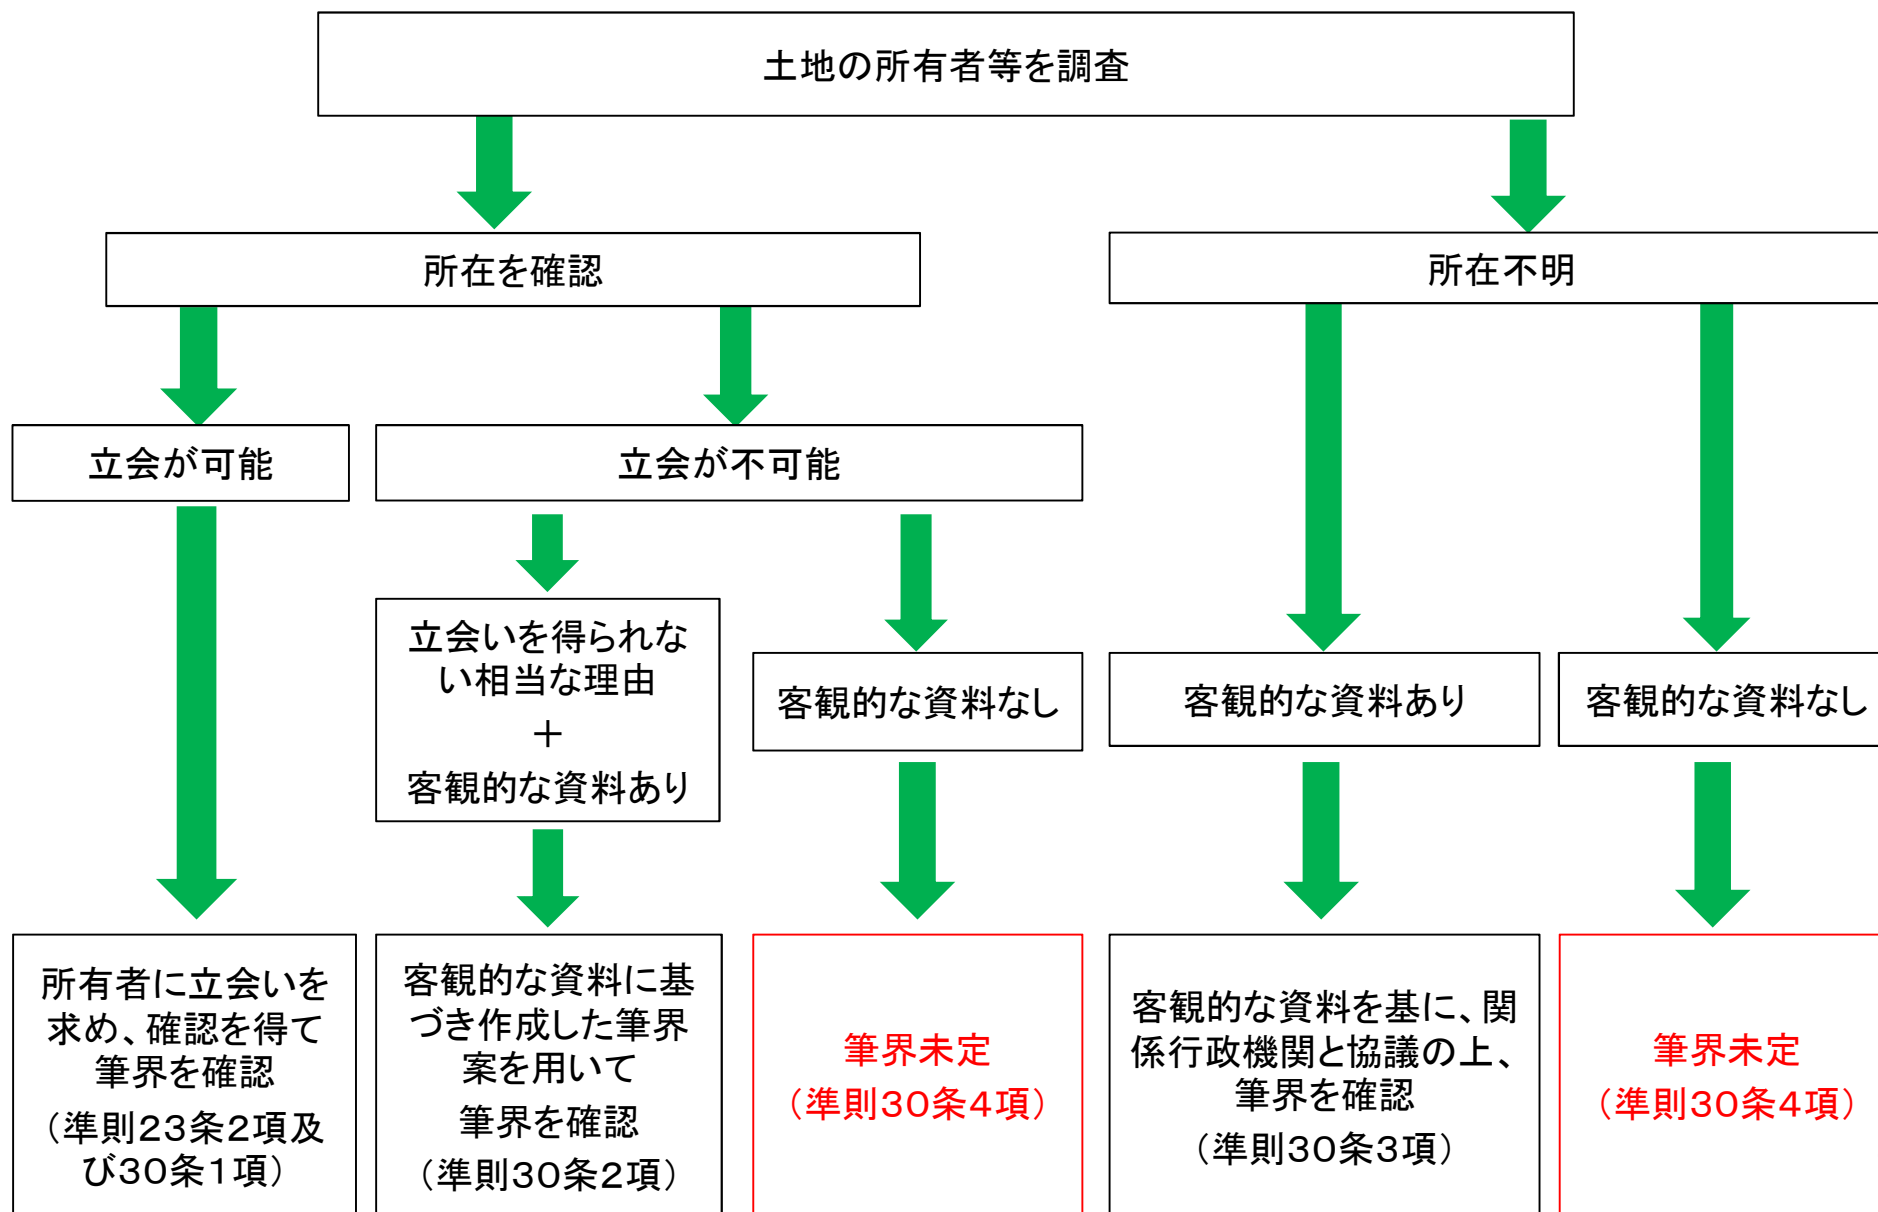 土地の所有者等を調査
所在を確認
所在不明
立会が可能
立会が不可能
立会いを得られな
い相当な理由
＋
客観的な資料あり
客観的な資料なし
客観的な資料あり
客観的な資料なし
所有者に立会いを
求め、確認を得て
筆界を確認
（準則２３条２項及
び３０条１項）
客観的な資料に基
づき作成した筆界
案を用いて
筆界を確認
（準則３０条２項）
筆界未定
（準則３０条４項）
客観的な資料を基に、関
係行政機関と協議の上、
筆界を確認
（準則３０条３項）
筆界未定
（準則３０条４項）